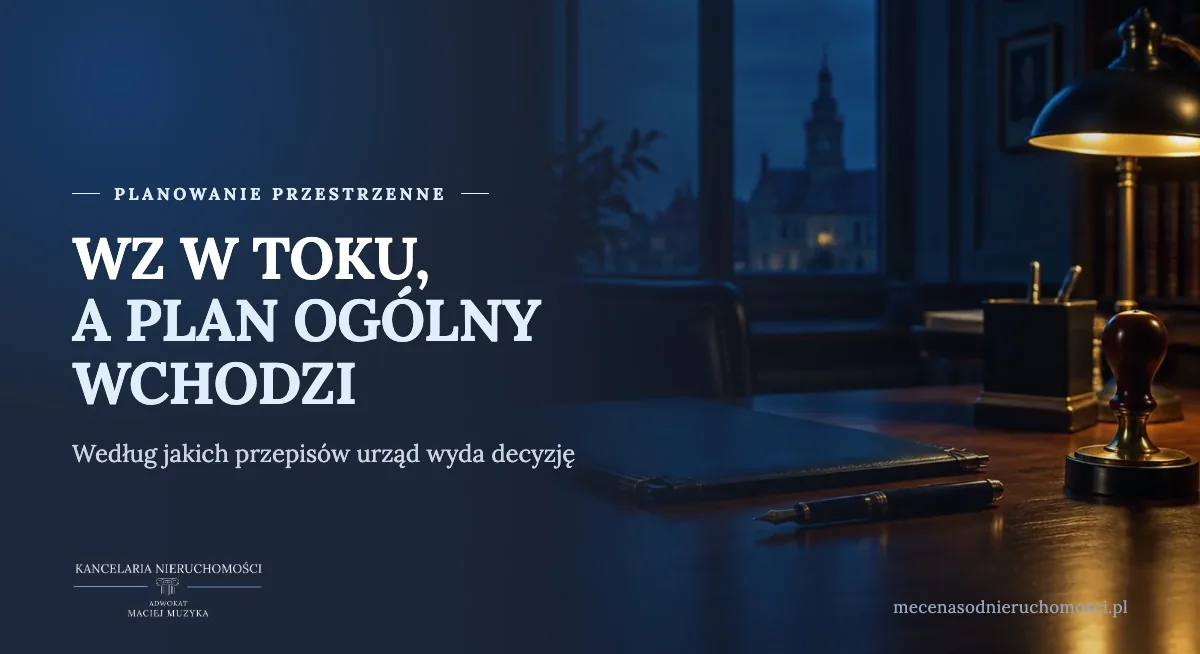 PLANOWANIE PRZESTRZENNE
WZ W TOKU,
A PLAN OGÓLNY
WCHODZI
Według jakich przepisów urząd wyda decyzję
KANCELARIA NIERUCHOMOŚCI
ADWOKAT
MACIEJ MUZYKA
mecenasodnieruchomosci.pl